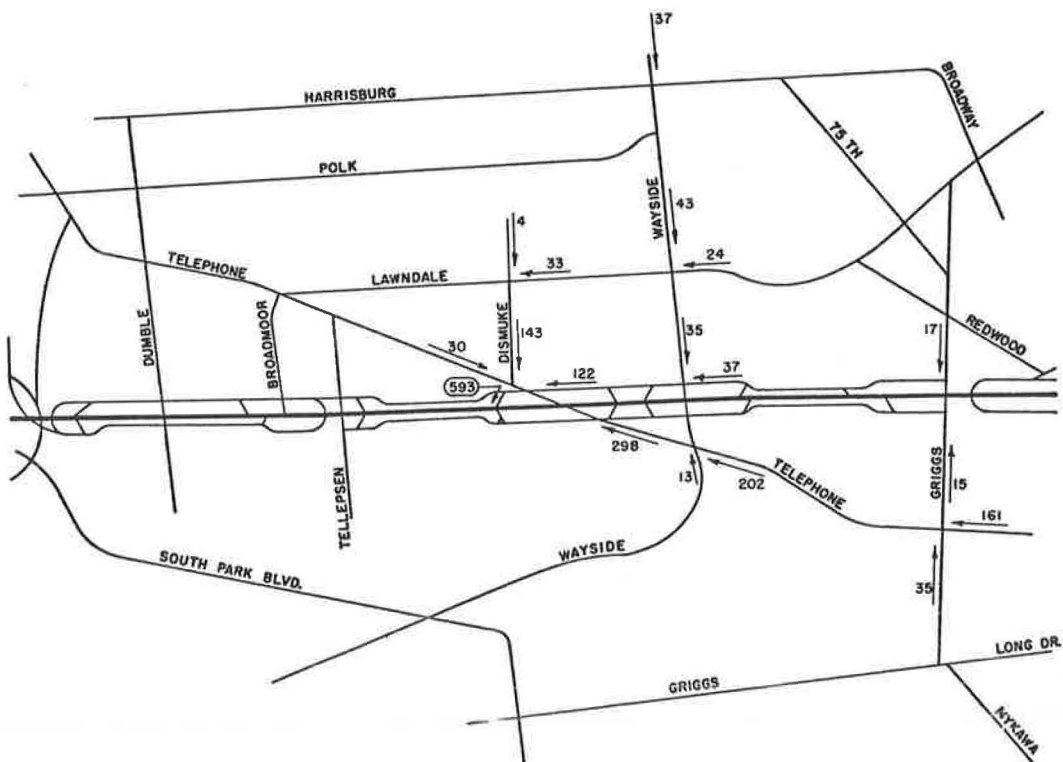 37
HARRISBURG
BROADWAY
75 TH
POLK
WAYSIDE
43
4
TELEPHONE
33
24
LAWNDALE
DUMBLE
BROADMOOR
DISMUKE
143
30
35
17
REDWOOD
593
122
37
298
TELLEPSEN
13
202
TELEPHONE
GRIGGS
15
161
WAYSIDE
SOUTH PARK BLVD.
35
LONG DR.
GRIGGS
NYKAWA